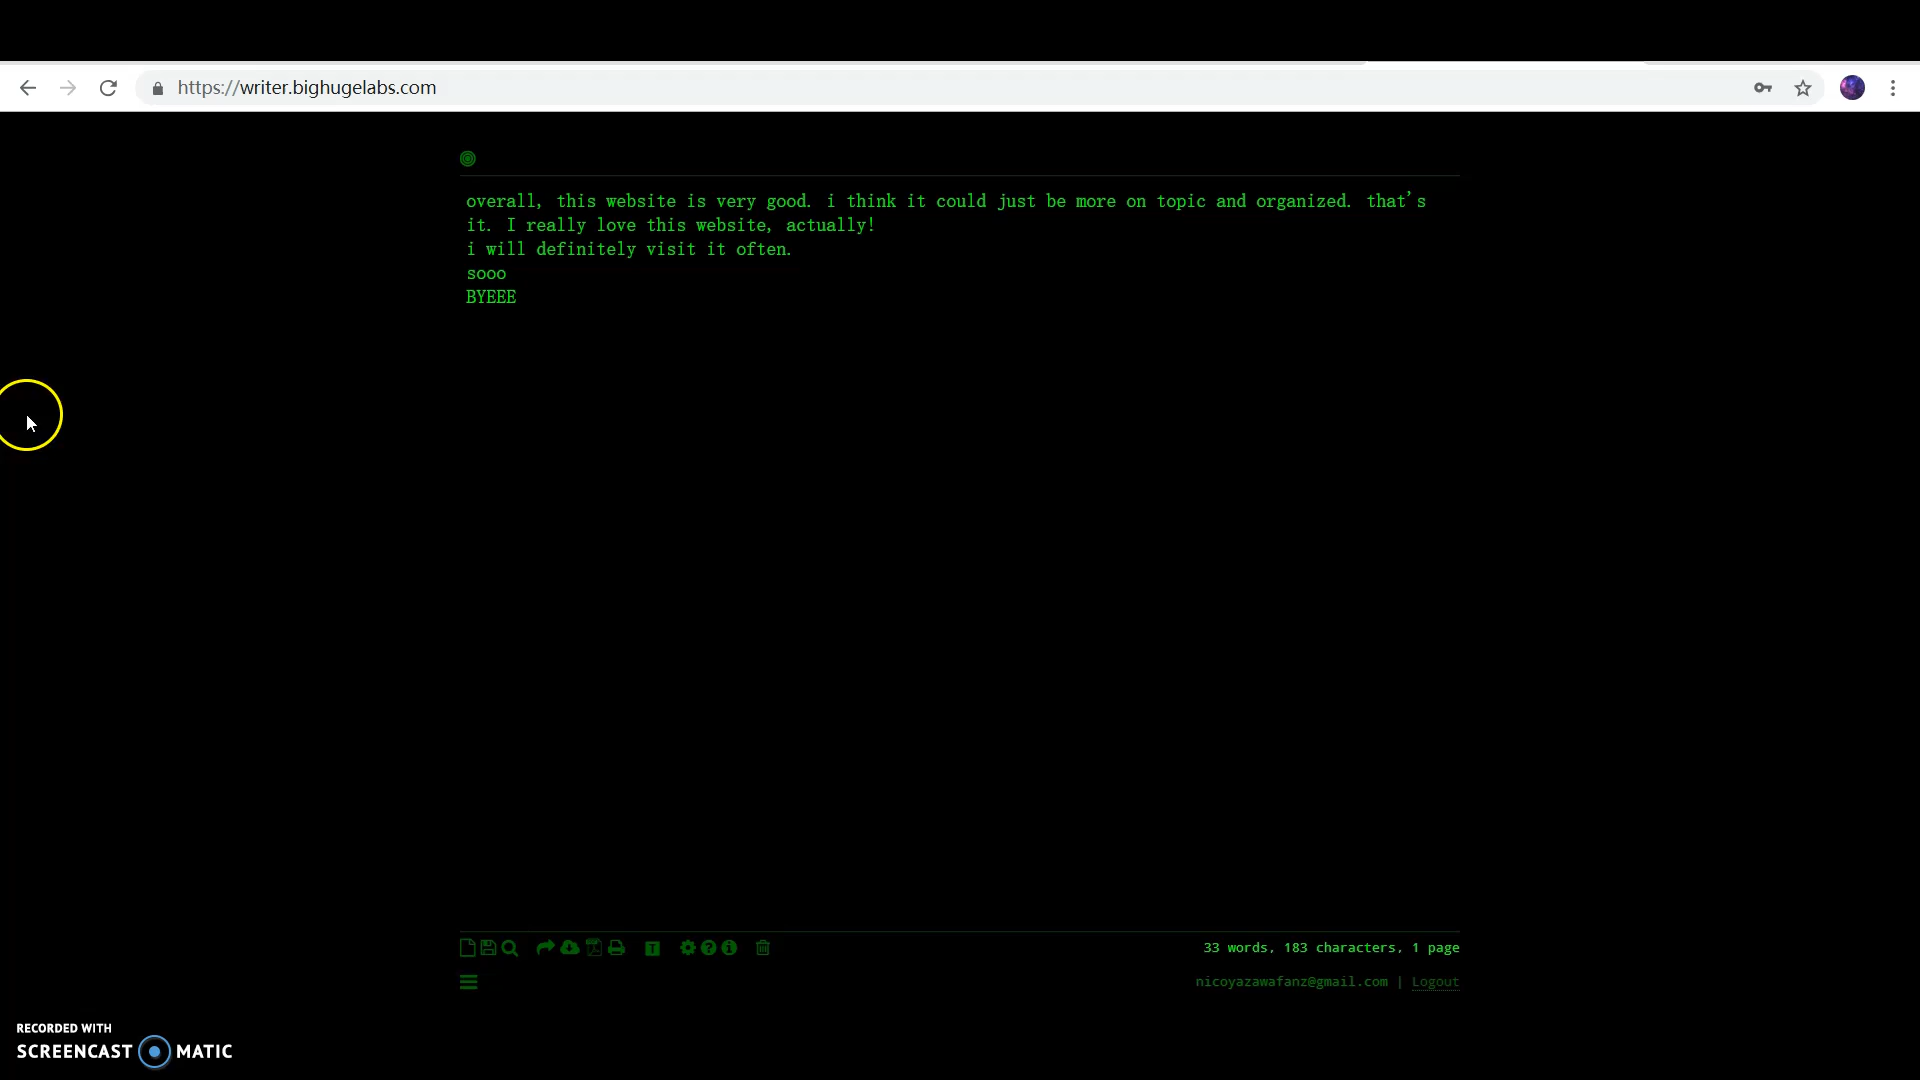 https://writer.bighugelabs.com
overall, this website is very good. i think it could just be more on topic and organized. that's
it. I really love this website, actually!
i will definitely visit it often.
sooo
BYEEE
33 words, 183 characters, 1 page
nicoyazawafanz@gmail.com | Logout
RECORDED WITH
SCREENCAST MATIC